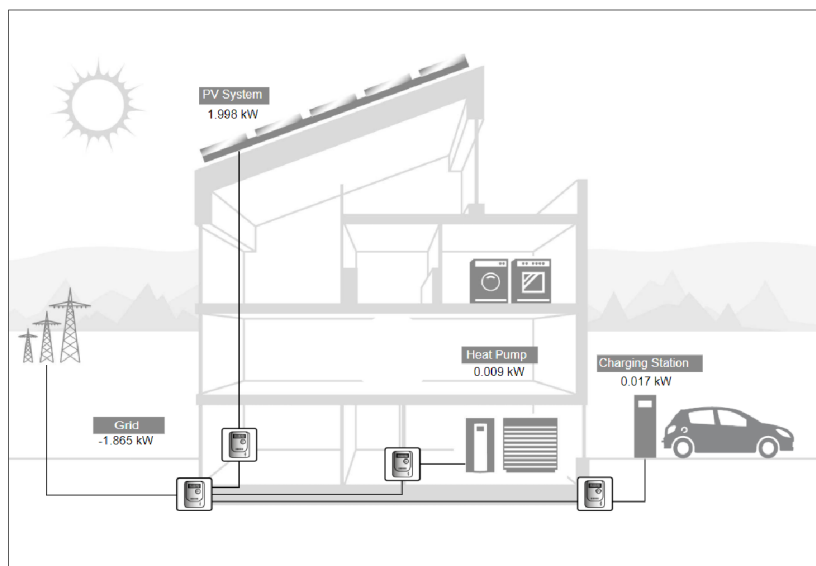 PV System
1.998 kW
Heat Pump
0.009 kW
Charging Station
0.017 kW
Grid
-1.865 kW